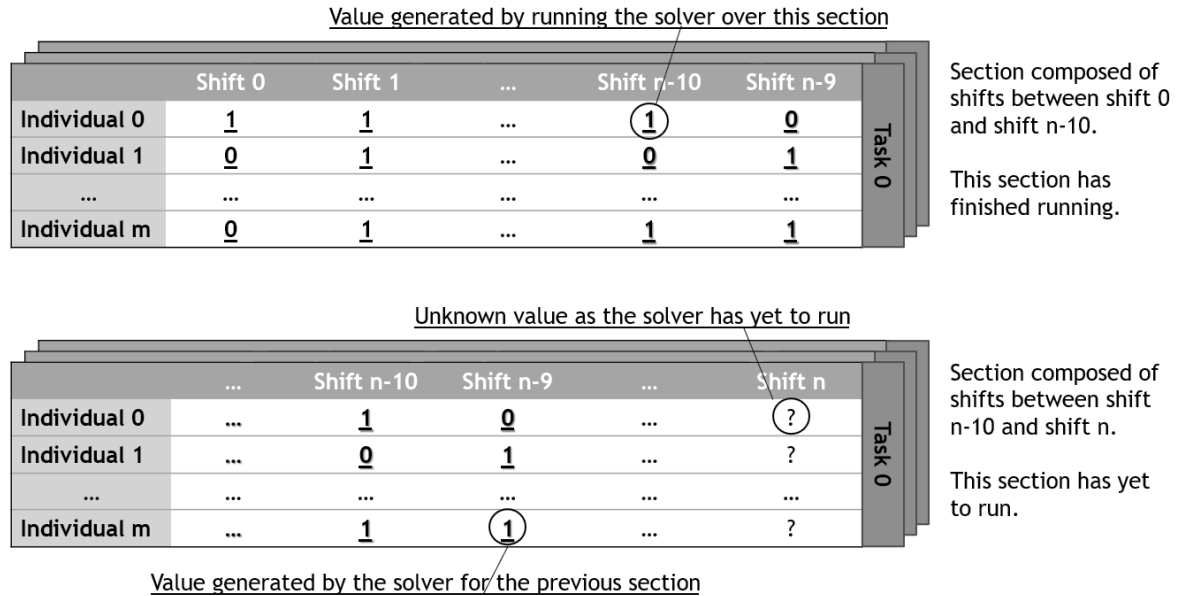 Value generated by running the solver over this section
Shift 0 Shift 1 ... Shift n-10 Shift n-9
Individual 0 1 1 ... 1 0
Individual 1 0 1 ... 0 1
... ... ... ... ... ...
Individual m 0 1 ... 1 1
Task 0
Section composed of
shifts between shift 0
and shift n-10.
This section has
finished running.
Unknown value as the solver has yet to run
... Shift n-10 Shift n-9 ... Shift n
Individual 0 ... 1 0 ... ?
Individual 1 ... 0 1 ... ?
... ... ... ... ... ...
Individual m ... 1 1 ... ?
Task 0
Section composed of
shifts between shift
n-10 and shift n.
This section has yet
to run.
Value generated by the solver for the previous section